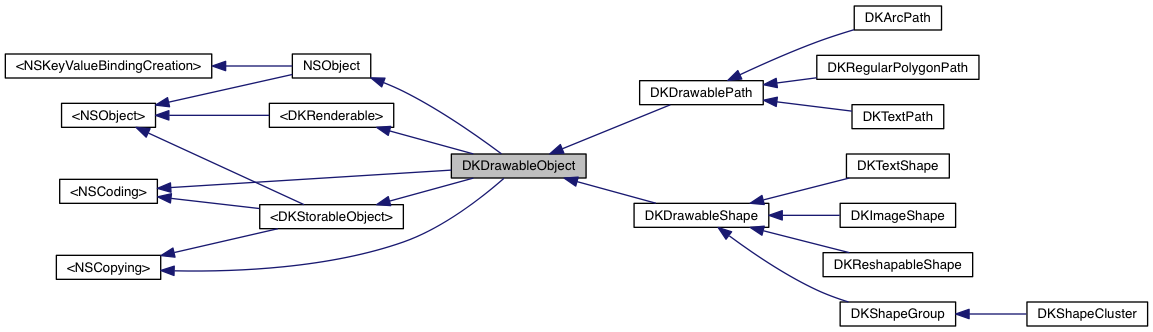 <NSKeyValueBindingCreation>
<NSObject>
<NSCoding>
<NSCopying>
NSObject
<DKRenderable>
<DKStorableObject>
DKDrawableObject
DKDrawablePath
DKDrawableShape
DKArcPath
DKRegularPolygonPath
DKTextPath
DKTextShape
DKImageShape
DKReshapableShape
DKShapeGroup
DKShapeCluster